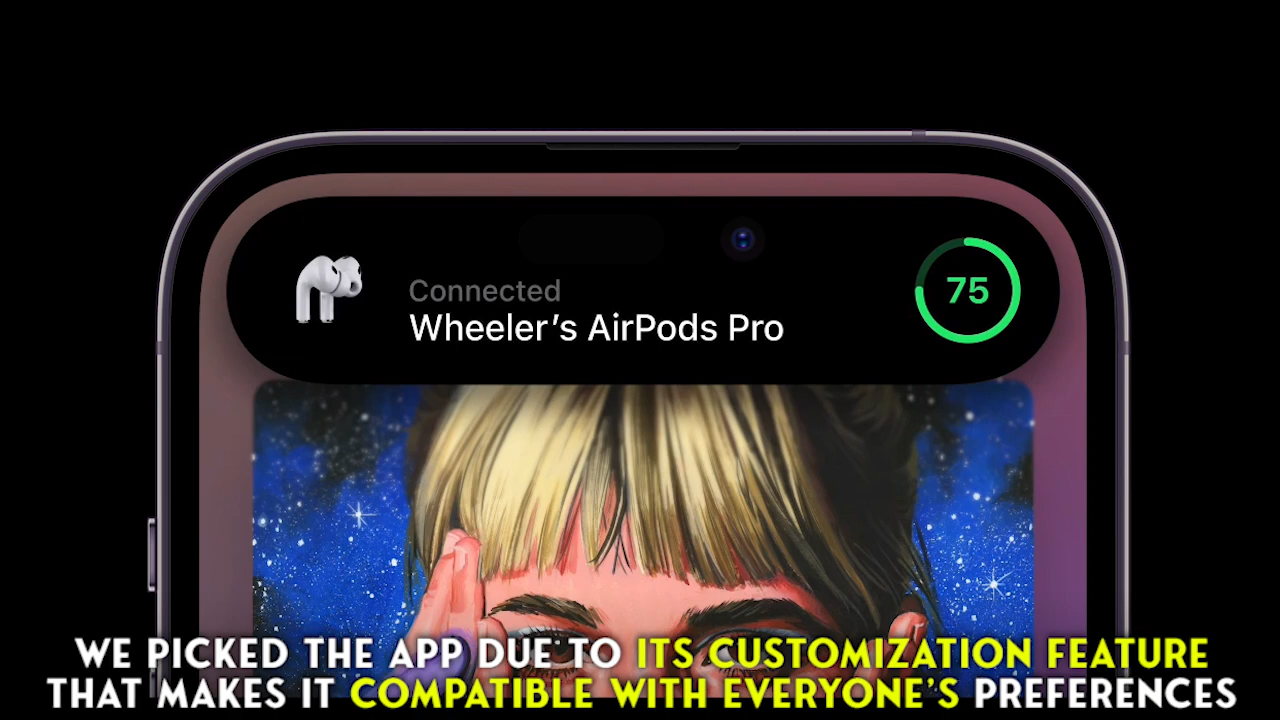 Connected
Wheeler's AirPods Pro
75
WE PICKED THE APP DUE TO ITS CUSTOMIZATION FEATURE
THAT MAKES IT COMPATIBLE WITH EVERYONE'S PREFERENCES